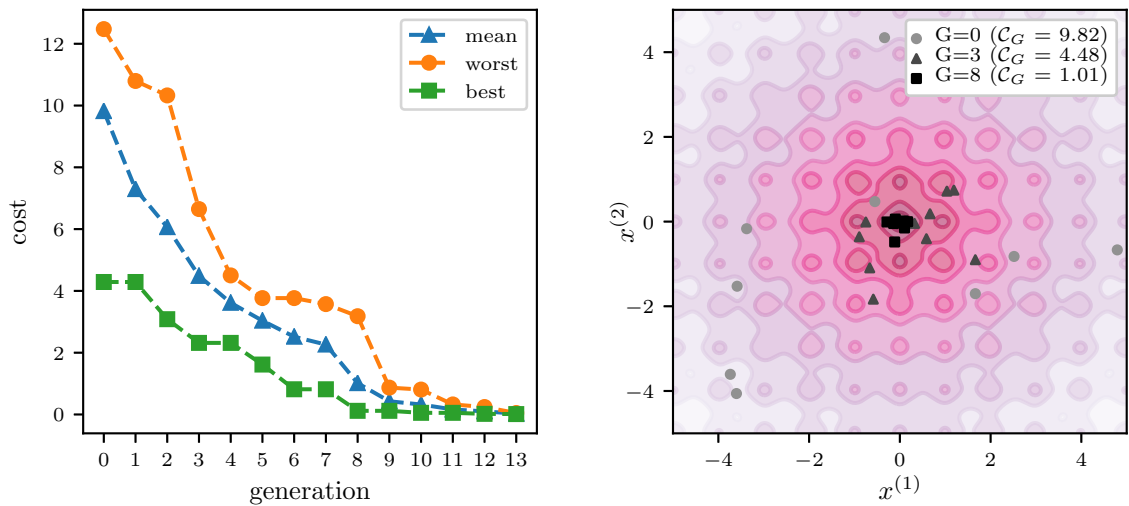 12
10
8
6
4
2
0
cost
mean
worst
best
0 1 2 3 4 5 6 7 8 9 10 11 12 13
generation
4
2
0
−2
−4
x^{(2)}
G=0 (𝒞_G = 9.82)
G=3 (𝒞_G = 4.48)
G=8 (𝒞_G = 1.01)
−4 −2 0 2 4
x^{(1)}